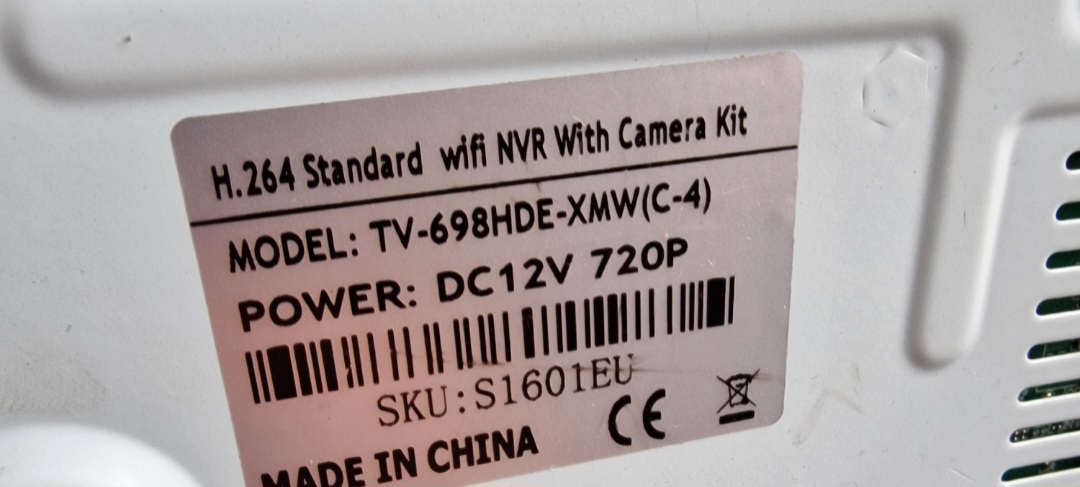 H.264 Standard wifi NVR With Camera Kit
MODEL: TV-698HDE-XMW(C-4)
POWER: DC12V 720P
SKU:S1601EU
CE
MADE IN CHINA